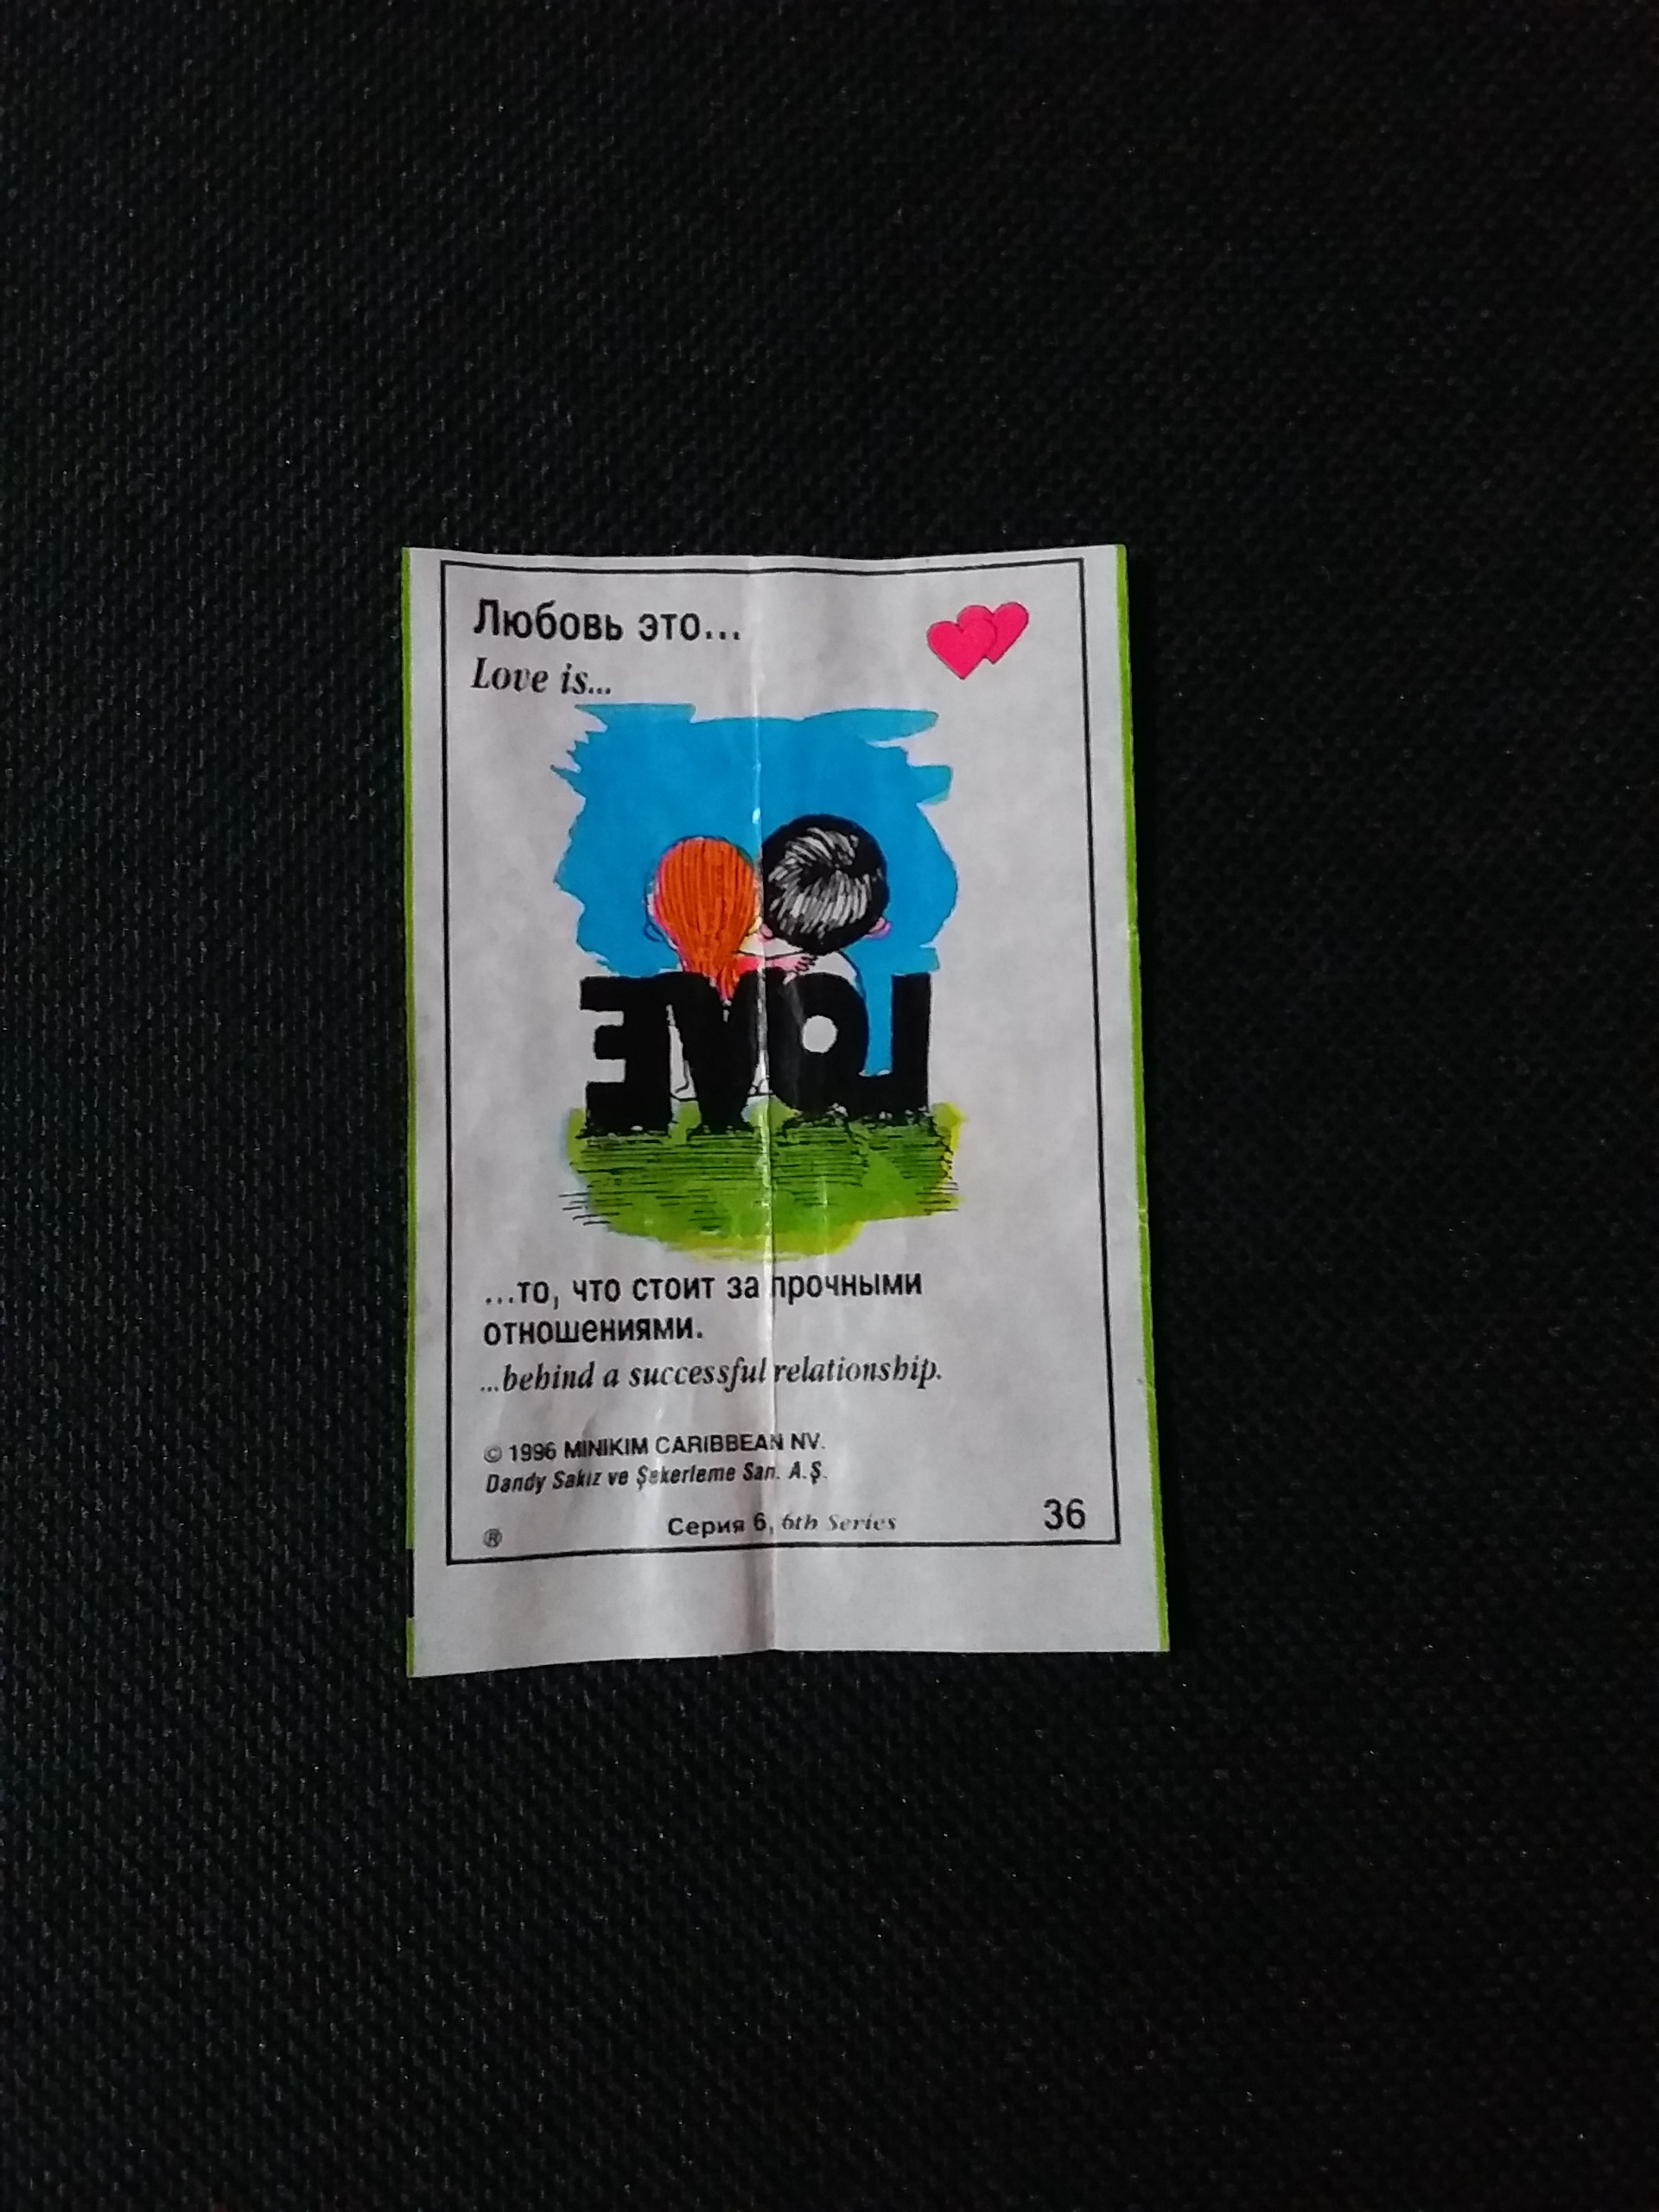 Любовь это...
Love is...
LOVE
...то, что стоит за прочными
отношениями.
...behind a successful relationship.
© 1996 MINIKIM CARIBBEAN NV.
Dandy Sakız ve Şekerleme San. A.Ş.
® Серия 6, 6th Series 36